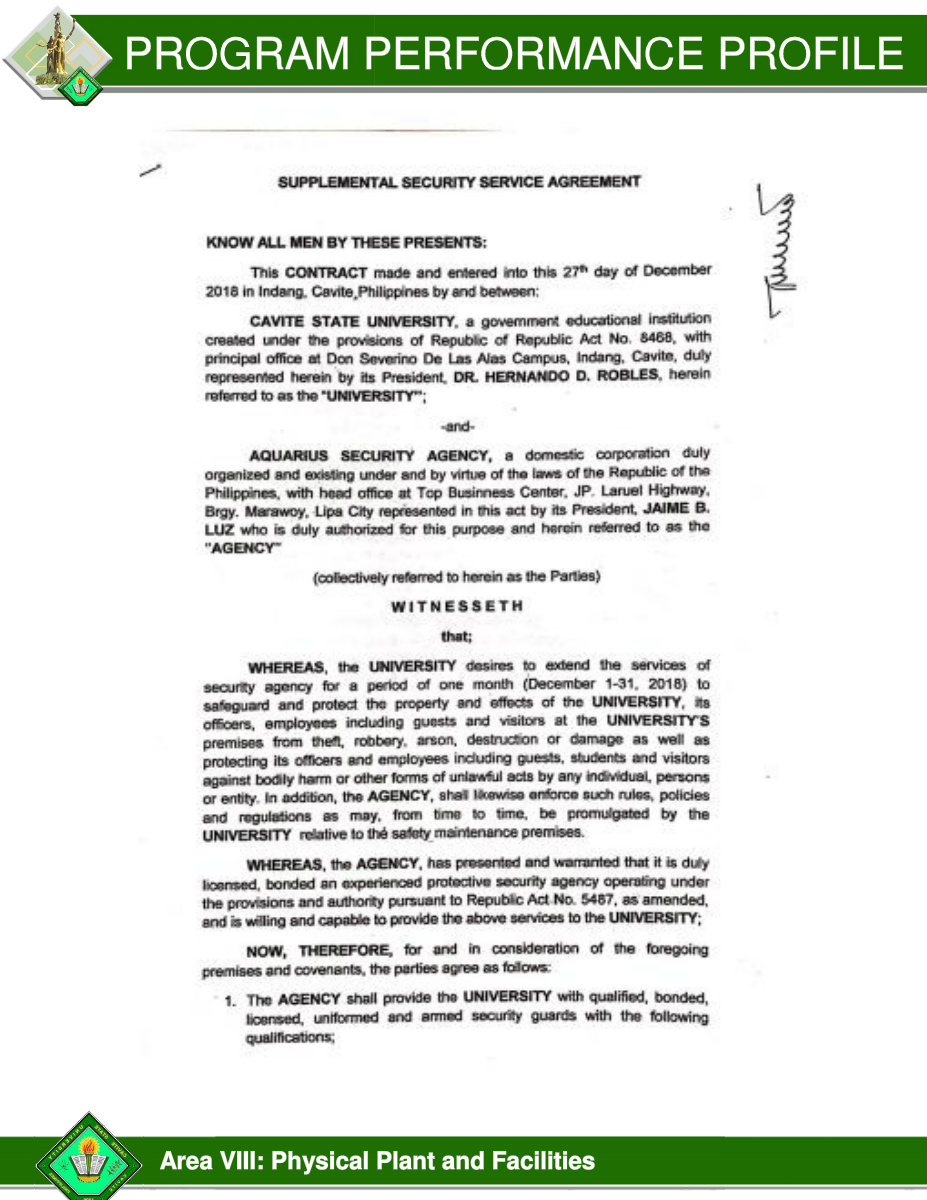 PROGRAM PERFORMANCE PROFILE
SUPPLEMENTAL SECURITY SERVICE AGREEMENT
KNOW ALL MEN BY THESE PRESENTS:
This CONTRACT made and entered into this 27th day of December
2018 in Indang, Cavite,Philippines by and between:
CAVITE STATE UNIVERSITY, a government educational institution
created under the provisions of Republic of Republic Act No. 8468, with
principal office at Don Severino De Las Alas Campus, Indang, Cavite, duly
represented herein by its President, DR. HERNANDO D. ROBLES, herein
referred to as the "UNIVERSITY";
-and-
AQUARIUS SECURITY AGENCY, a domestic corporation duly
organized and existing under and by virtue of the laws of the Republic of the
Philippines, with head office at Top Businness Center, JP. Laruel Highway,
Brgy. Marawoy, Lipa City represented in this act by its President, JAIME B.
LUZ who is duly authorized for this purpose and herein referred to as the
"AGENCY"
(collectively referred to herein as the Parties)
WITNESSETH
that;
WHEREAS, the UNIVERSITY desires to extend the services of
security agency for a period of one month (December 1-31, 2018) to
safeguard and protect the property and effects of the UNIVERSITY, its
officers, employees including guests and visitors at the UNIVERSITY'S
premises from theft, robbery, arson, destruction or damage as well as
protecting its officers and employees including guests, students and visitors
against bodily harm or other forms of unlawful acts by any individual, persons
or entity. In addition, the AGENCY, shall likewise enforce such rules, policies
and regulations as may, from time to time, be promulgated by the
UNIVERSITY relative to the safety maintenance premises.
WHEREAS, the AGENCY, has presented and warranted that it is duly
licensed, bonded an experienced protective security agency operating under
the provisions and authority pursuant to Republic Act No. 5487, as amended,
and is willing and capable to provide the above services to the UNIVERSITY;
NOW, THEREFORE, for and in consideration of the foregoing
premises and covenants, the parties agree as follows:
1. The AGENCY shall provide the UNIVERSITY with qualified, bonded,
licensed, uniformed and armed security guards with the following
qualifications;
Area VIII: Physical Plant and Facilities